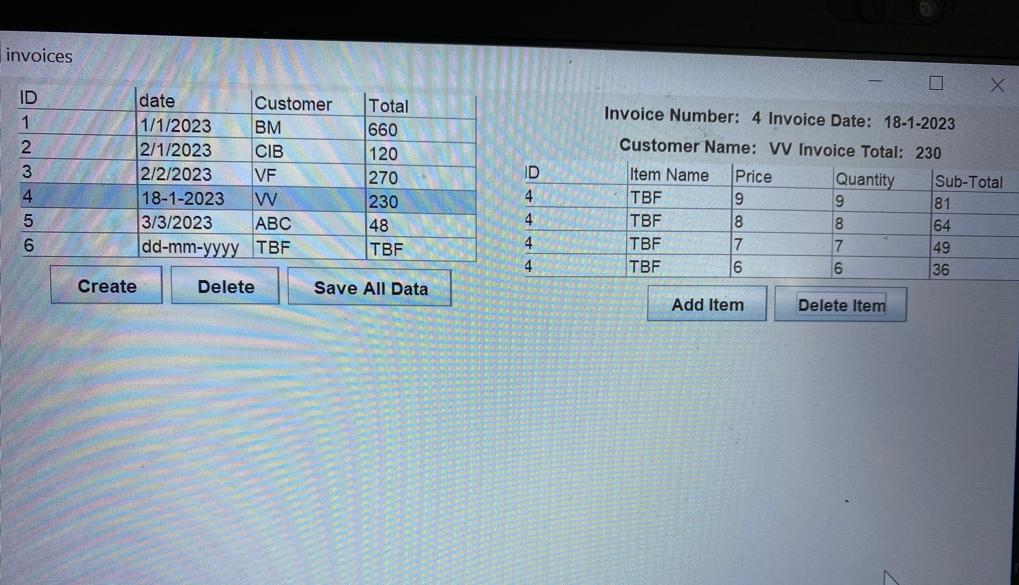 invoices
ID date Customer Total
1 1/1/2023 BM 660
2 2/1/2023 CIB 120
3 2/2/2023 VF 270
4 18-1-2023 VV 230
5 3/3/2023 ABC 48
6 dd-mm-yyyy TBF TBF
Create Delete Save All Data
Invoice Number: 4 Invoice Date: 18-1-2023
Customer Name: VV Invoice Total: 230
ID Item Name Price Quantity Sub-Total
4 TBF 9 9 81
4 TBF 8 8 64
4 TBF 7 7 49
4 TBF 6 6 36
Add Item Delete Item